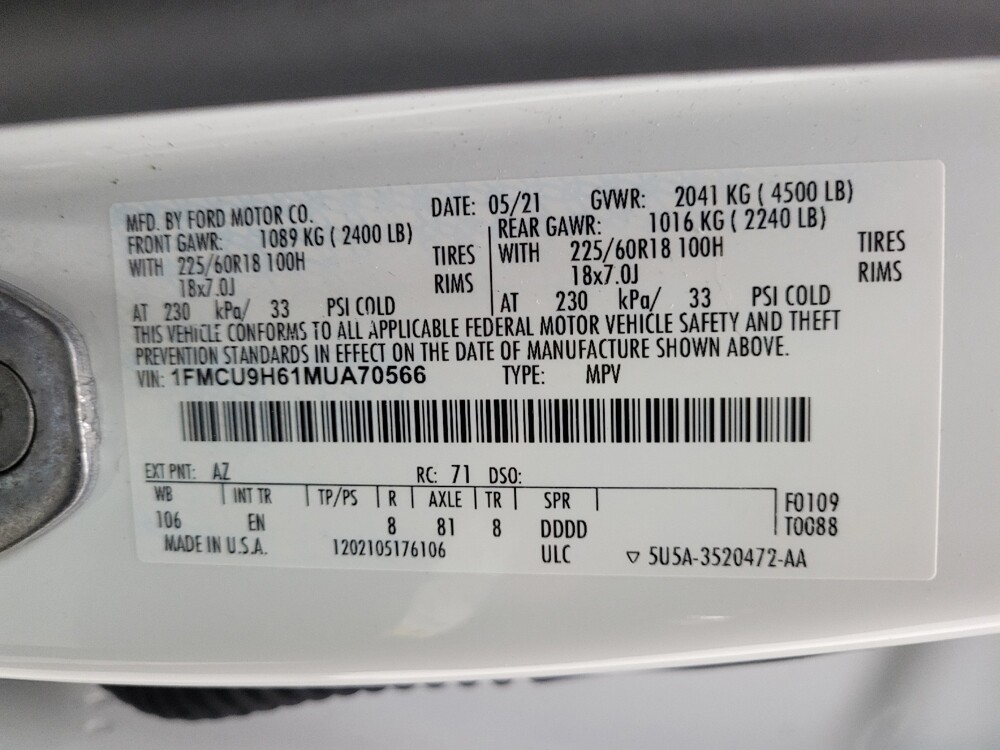 MFD. BY FORD MOTOR CO. DATE: 05/21 GVWR: 2041 KG ( 4500 LB)
FRONT GAWR: 1089 KG ( 2400 LB) REAR GAWR: 1016 KG ( 2240 LB)
WITH 225/60R18 100H TIRES WITH 225/60R18 100H TIRES
18x7.0J RIMS 18x7.0J RIMS
AT 230 kPa/ 33 PSI COLD AT 230 kPa/ 33 PSI COLD
THIS VEHICLE CONFORMS TO ALL APPLICABLE FEDERAL MOTOR VEHICLE SAFETY AND THEFT
PREVENTION STANDARDS IN EFFECT ON THE DATE OF MANUFACTURE SHOWN ABOVE.
VIN: 1FMCU9H61MUA70566 TYPE: MPV
EXT PNT: AZ RC: 71 DSO:
WB INT TR TP/PS R AXLE TR SPR F0109
106 EN 8 81 8 DDDD T0088
MADE IN U.S.A. 1202105176106 ULC ▽ 5U5A-3520472-AA